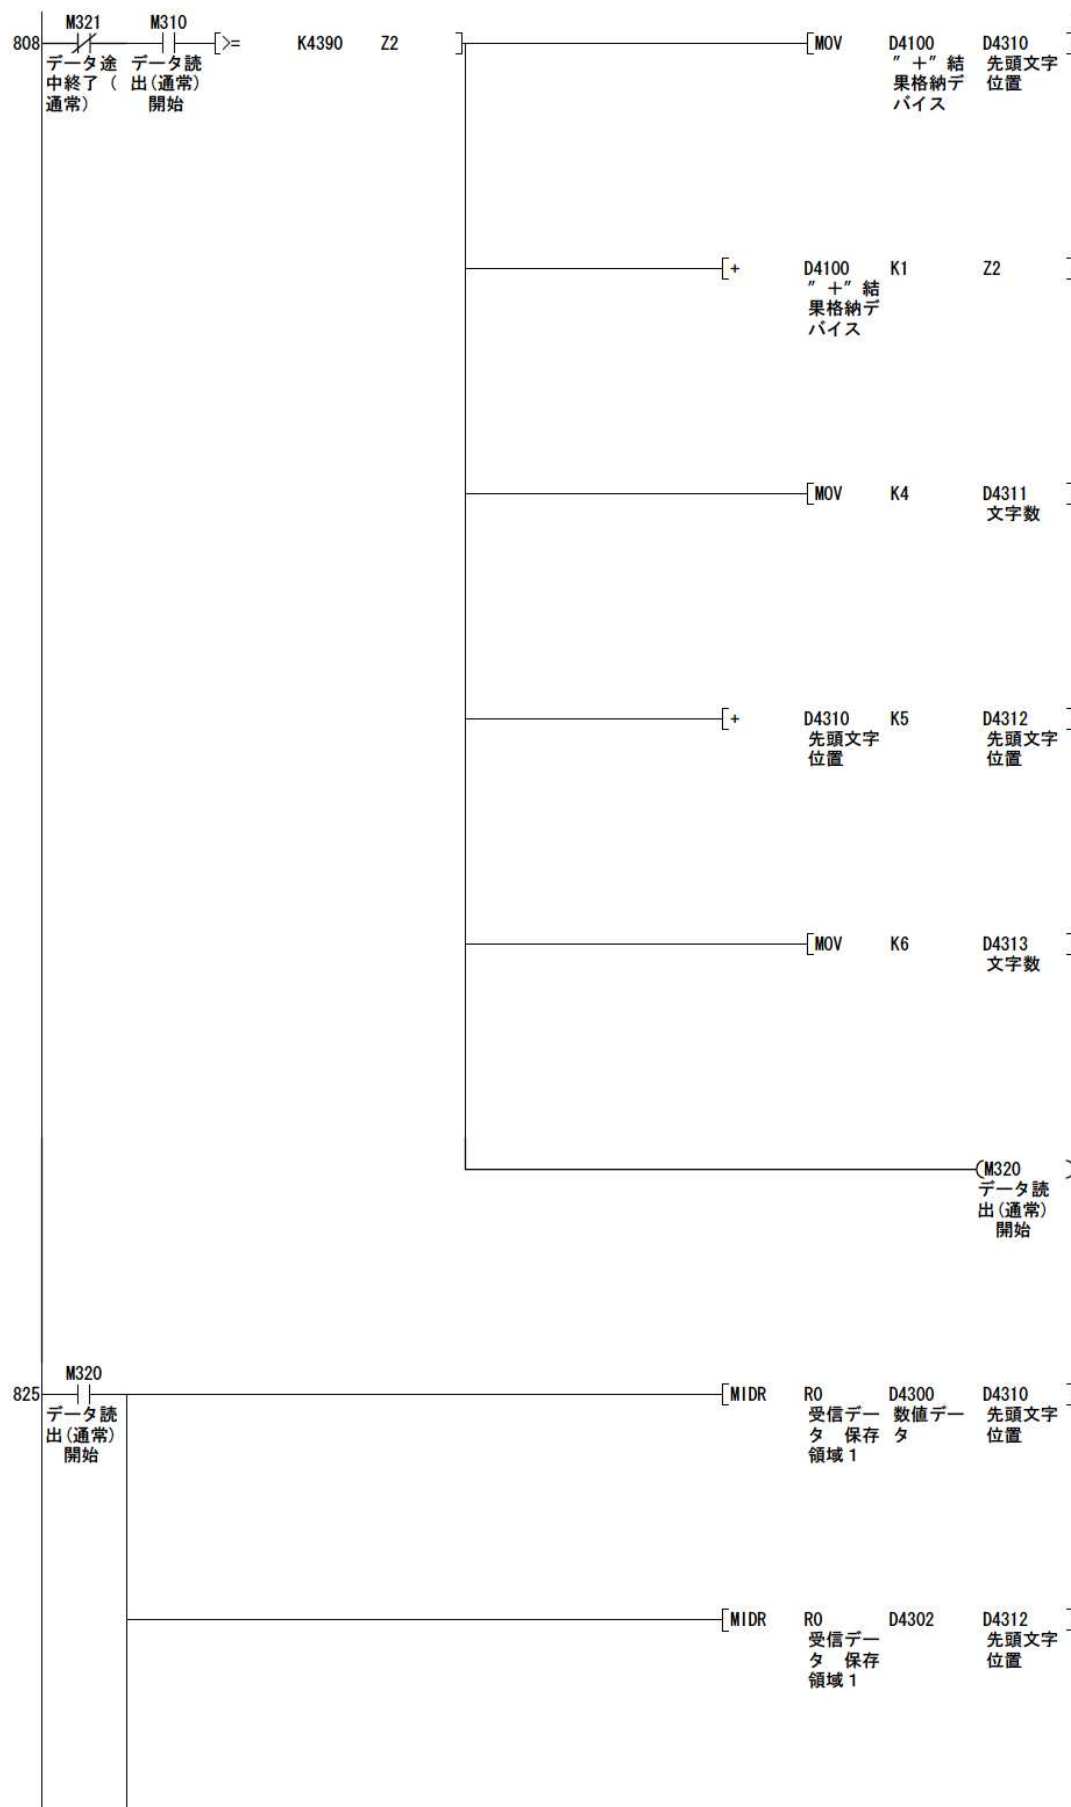 M321 M310
808 [>= K4390 Z2 ] [MOV D4100 D4310 ]
データ途 データ読 ”＋”結 先頭文字
中終了（ 出(通常) 果格納デ 位置
通常） 開始 バイス
[+ D4100 K1 Z2 ]
”＋”結
果格納デ
バイス
[MOV K4 D4311 ]
文字数
[+ D4310 K5 D4312 ]
先頭文字 先頭文字
位置 位置
[MOV K6 D4313 ]
文字数
(M320 )
データ読
出(通常)
開始
M320
825 [MIDR R0 D4300 D4310 ]
データ読 受信デー 数値デー 先頭文字
出(通常) タ 保存 タ 位置
開始 領域１
[MIDR R0 D4302 D4312 ]
受信デー 先頭文字
タ 保存 位置
領域１